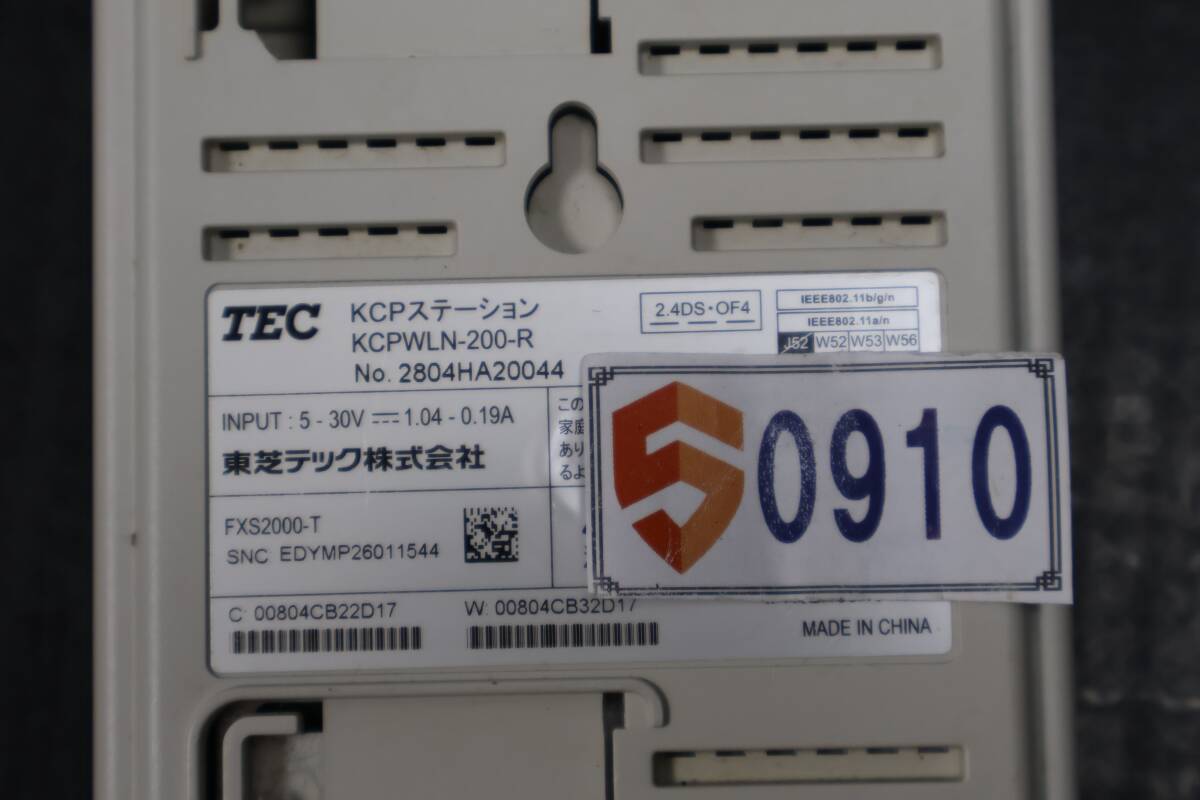 TEC
KCPステーション
KCPWLN-200-R
No. 2804HA20044
2.4DS・OF4
IEEE802.11b/g/n
IEEE802.11a/n
J52 W52 W53 W56
INPUT : 5 - 30V ⎓ 1.04 - 0.19A
東芝テック株式会社
この
家庭
あり
るよ
FXS2000-T
SNC EDYMP26011544
C: 00804CB22D17
W: 00804CB32D17
MADE IN CHINA
0910